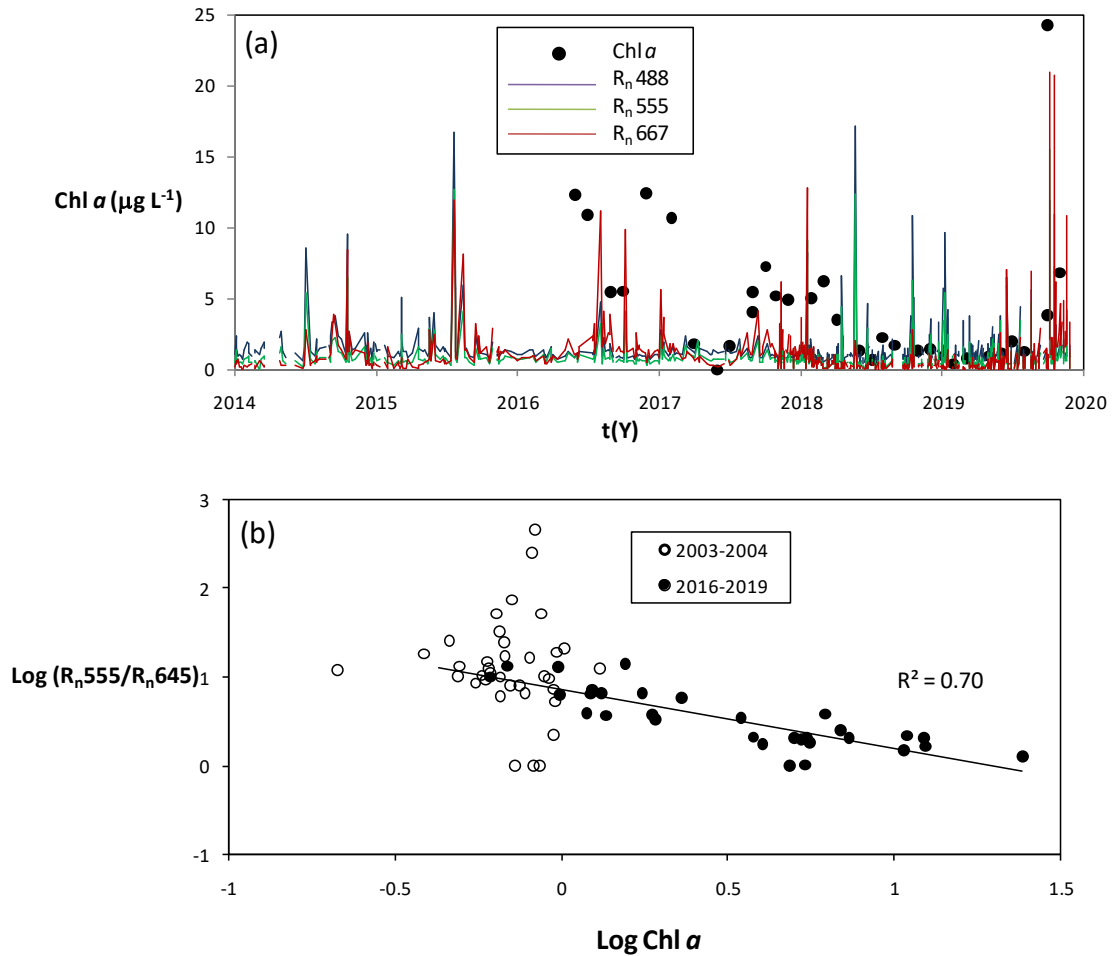 (a)
25
20
15
10
5
0
Chl a (µg L⁻¹)
Chl a
Rₙ 488
Rₙ 555
Rₙ 667
2014 2015 2016 2017 2018 2019 2020
t(Y)
(b)
3
2
1
0
-1
Log (Rₙ555/Rₙ645)
2003-2004
2016-2019
R² = 0.70
-1 -0.5 0 0.5 1 1.5
Log Chl a